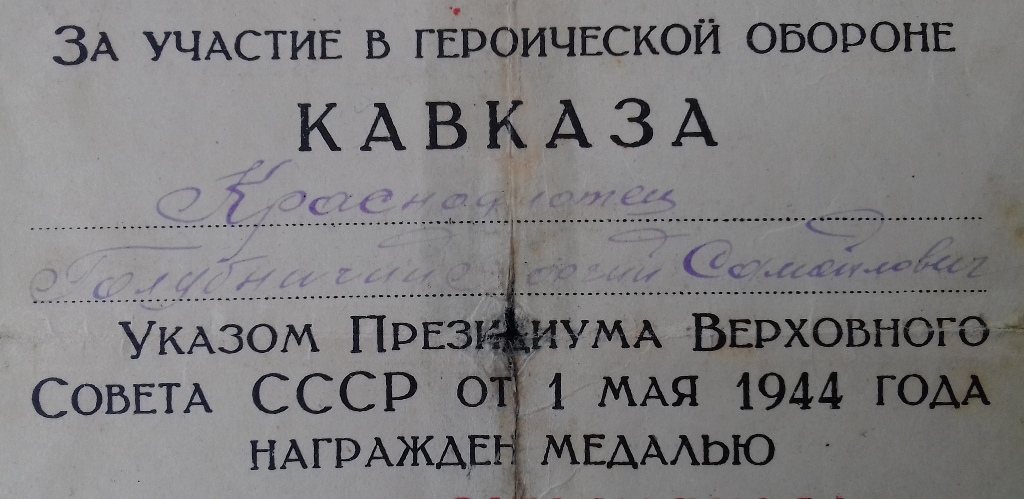 За участие в героической обороне
КАВКАЗА
Краснофлотец
Голубничий Самойлович
Указом Президиума Верховного
Совета СССР от 1 мая 1944 года
награжден медалью